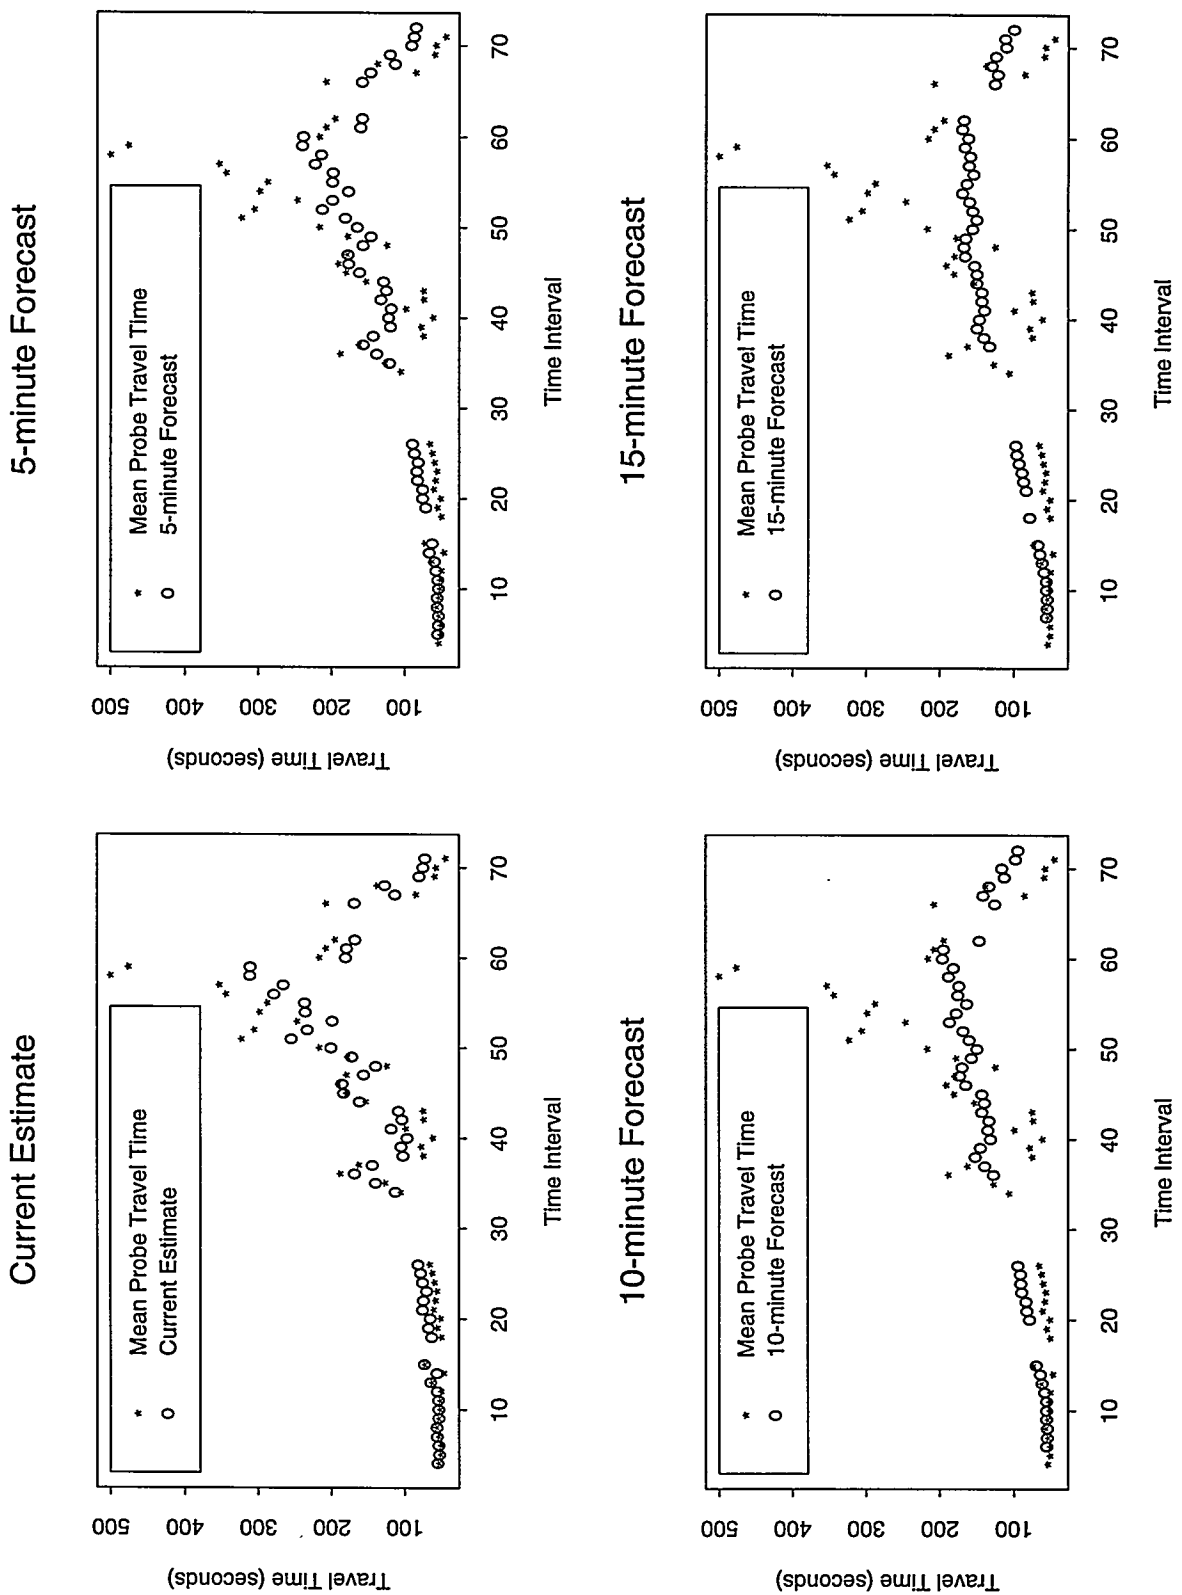 Current Estimate
Travel Time (seconds)
100 200 300 400 500
* Mean Probe Travel Time
O Current Estimate
10 20 30 40 50 60 70
Time Interval
5-minute Forecast
Travel Time (seconds)
100 200 300 400 500
* Mean Probe Travel Time
O 5-minute Forecast
10 20 30 40 50 60 70
Time Interval
10-minute Forecast
Travel Time (seconds)
100 200 300 400 500
* Mean Probe Travel Time
O 10-minute Forecast
10 20 30 40 50 60 70
Time Interval
15-minute Forecast
Travel Time (seconds)
100 200 300 400 500
* Mean Probe Travel Time
O 15-minute Forecast
10 20 30 40 50 60 70
Time Interval